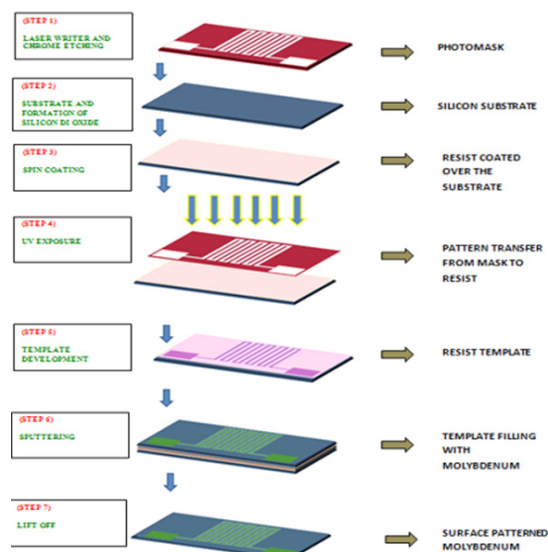 (STEP 1)
LASER WRITER AND
CHROME ETCHING
PHOTOMASK
(STEP 2)
SUBSTRATE AND
FORMATION OF
SILICON DI OXIDE
SILICON SUBSTRATE
(STEP 3)
SPIN COATING
RESIST COATED
OVER THE
SUBSTRATE
(STEP 4)
UV EXPOSURE
PATTERN TRANSFER
FROM MASK TO
RESIST
(STEP 5)
TEMPLATE
DEVELOPMENT
RESIST TEMPLATE
(STEP 6)
SPUTTERING
TEMPLATE FILLING
WITH
MOLYBDENUM
(STEP 7)
LIFT OFF
SURFACE PATTERNED
MOLYBDENUM